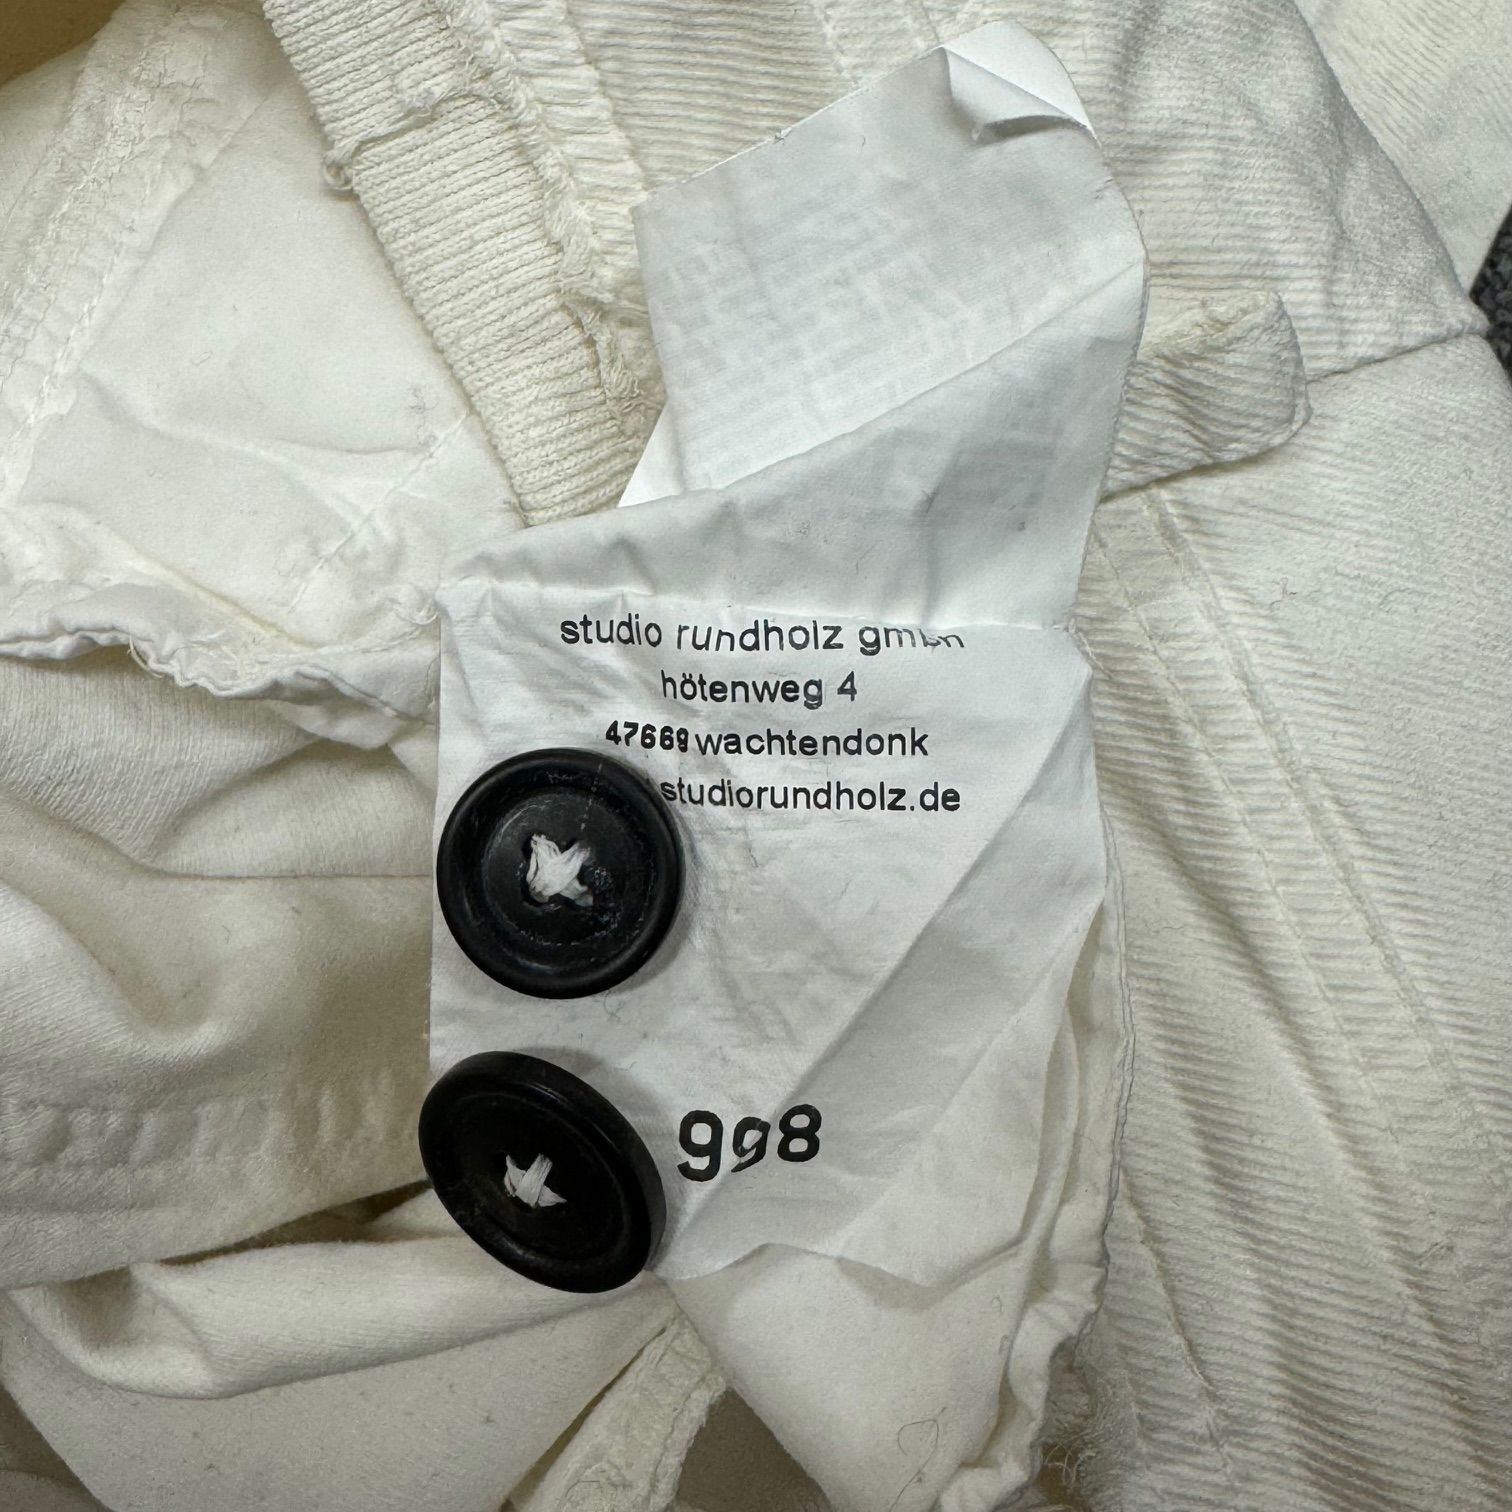 studio rundholz gmbh
hötenweg 4
47669 wachtendonk
studiorundholz.de
998